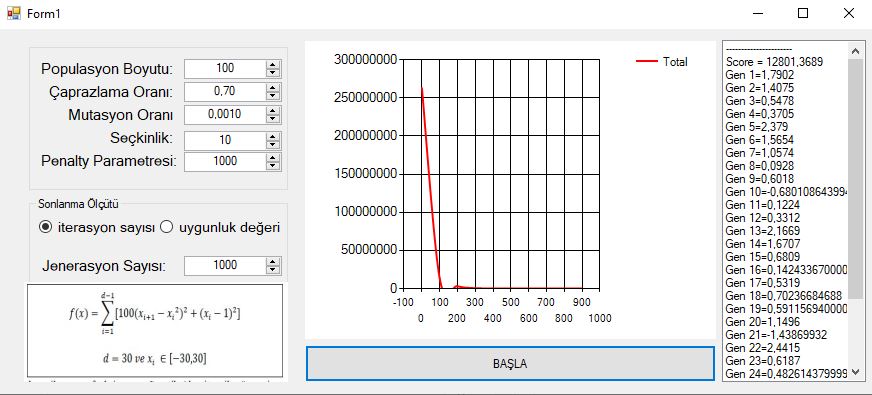 Form1
Populasyon Boyutu: 100
Çaprazlama Oranı: 0,70
Mutasyon Oranı 0,0010
Seçkinlik: 10
Penalty Parametresi: 1000
Sonlanma Ölçütü
iterasyon sayısı uygunluk değeri
Jenerasyon Sayısı: 1000
d-1
f(x) = ∑[100(xᵢ₊₁ − xᵢ²)² + (xᵢ − 1)²]
i=1
d = 30 ve xᵢ ∈ [−30,30]
300000000
250000000
200000000
150000000
100000000
50000000
0
-100 100 300 500 700 900
0 200 400 600 800 1000
Total
BAŞLA
----------------------
Score = 12801,3689
Gen 1=1,7902
Gen 2=1,4075
Gen 3=0,5478
Gen 4=0,3705
Gen 5=2,379
Gen 6=1,5654
Gen 7=1,0574
Gen 8=0,0928
Gen 9=0,6018
Gen 10=-0,680108643994
Gen 11=0,1224
Gen 12=0,3312
Gen 13=2,1669
Gen 14=1,6707
Gen 15=0,6809
Gen 16=0,142433670000
Gen 17=0,5319
Gen 18=0,70236684688
Gen 19=0,591156940000
Gen 20=1,1496
Gen 21=-1,43869932
Gen 22=2,4415
Gen 23=0,6187
Gen 24=0,482614379999